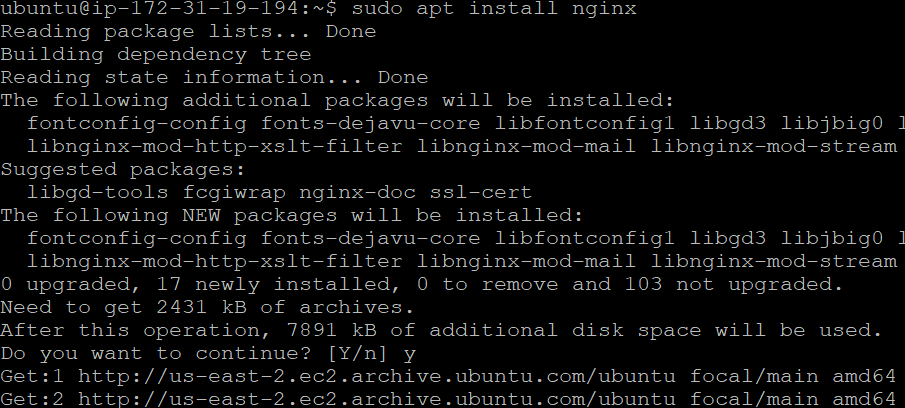 ubuntu@ip-172-31-19-194:~$ sudo apt install nginx
Reading package lists... Done
Building dependency tree
Reading state information... Done
The following additional packages will be installed:
  fontconfig-config fonts-dejavu-core libfontconfig1 libgd3 libjbig0
  libnginx-mod-http-xslt-filter libnginx-mod-mail libnginx-mod-stream
Suggested packages:
  libgd-tools fcgiwrap nginx-doc ssl-cert
The following NEW packages will be installed:
  fontconfig-config fonts-dejavu-core libfontconfig1 libgd3 libjbig0
  libnginx-mod-http-xslt-filter libnginx-mod-mail libnginx-mod-stream
0 upgraded, 17 newly installed, 0 to remove and 103 not upgraded.
Need to get 2431 kB of archives.
After this operation, 7891 kB of additional disk space will be used.
Do you want to continue? [Y/n] y
Get:1 http://us-east-2.ec2.archive.ubuntu.com/ubuntu focal/main amd64
Get:2 http://us-east-2.ec2.archive.ubuntu.com/ubuntu focal/main amd64